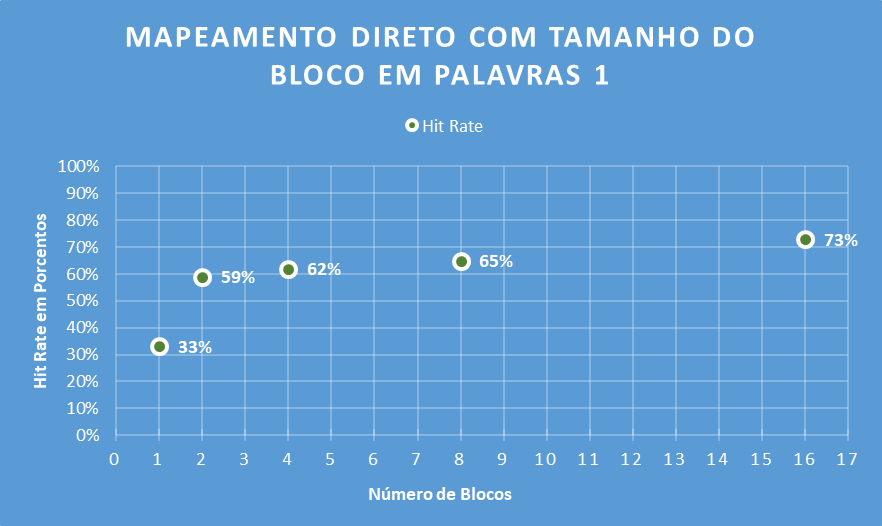 MAPEAMENTO DIRETO COM TAMANHO DO
BLOCO EM PALAVRAS 1
Hit Rate
100%
90%
80%
70%
60%
50%
40%
30%
20%
10%
0%
Hit Rate em Porcentos
33%
59%
62%
65%
73%
0 1 2 3 4 5 6 7 8 9 10 11 12 13 14 15 16 17
Número de Blocos